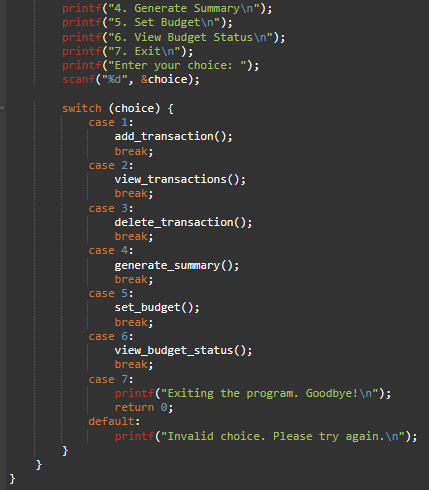 printf("4. Generate Summary\n");
printf("5. Set Budget\n");
printf("6. View Budget Status\n");
printf("7. Exit\n");
printf("Enter your choice: ");
scanf("%d", &choice);

switch (choice) {
    case 1:
        add_transaction();
        break;
    case 2:
        view_transactions();
        break;
    case 3:
        delete_transaction();
        break;
    case 4:
        generate_summary();
        break;
    case 5:
        set_budget();
        break;
    case 6:
        view_budget_status();
        break;
    case 7:
        printf("Exiting the program. Goodbye!\n");
        return 0;
    default:
        printf("Invalid choice. Please try again.\n");
}
}
}